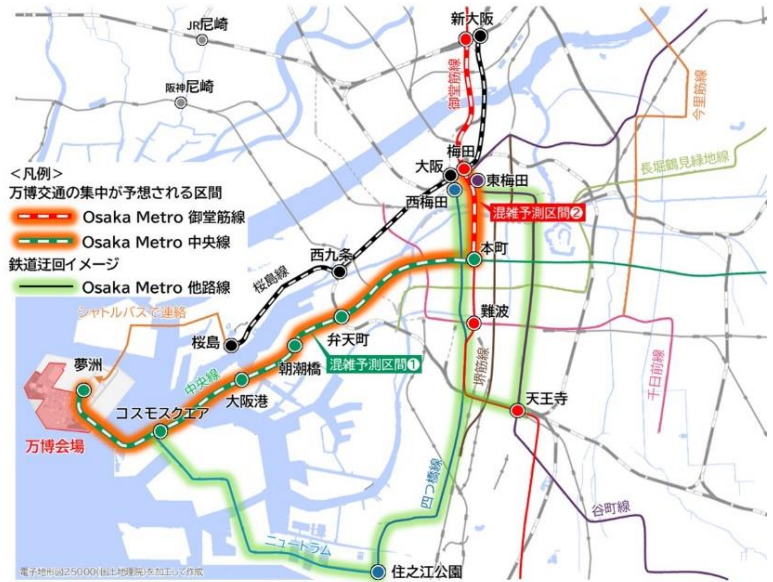 新大阪
JR尼崎
阪神尼崎
御堂筋線
今里筋線
梅田
大阪
東梅田
西梅田
長堀鶴見緑地線
<凡例>
万博交通の集中が予想される区間
Osaka Metro 御堂筋線
Osaka Metro 中央線
鉄道迂回イメージ
Osaka Metro 他路線
混雑予測区間❷
本町
西九条
桜島線
シャトルバスで連絡
桜島
難波
弁天町
混雑予測区間❶
朝潮橋
堺筋線
千日前線
夢洲
中央線
大阪港
コスモスクエア
天王寺
万博会場
四つ橋線
谷町線
ニュートラム
住之江公園
電子地形図25000(国土地理院)を加工して作成